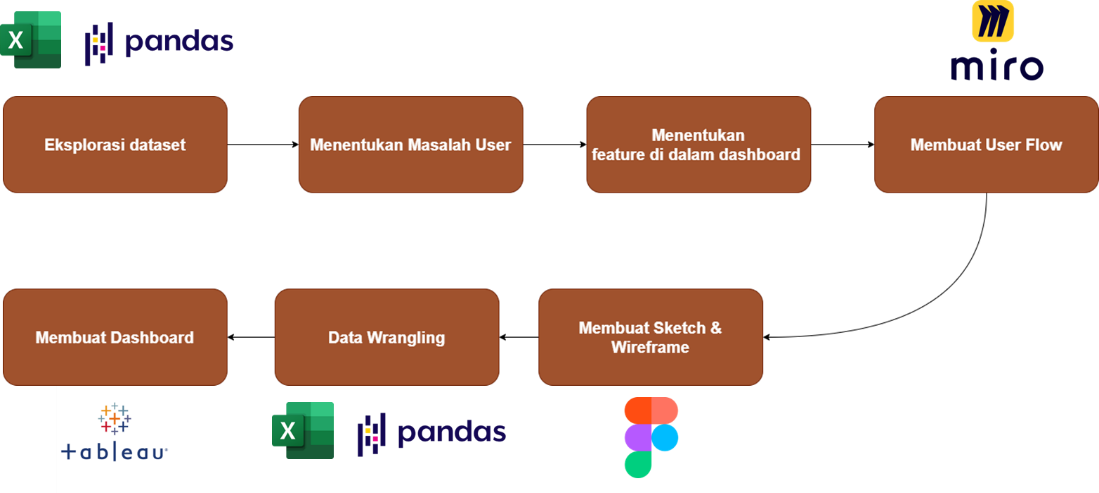 X
pandas
miro
Eksplorasi dataset
Menentukan Masalah User
Menentukan
feature di dalam dashboard
Membuat User Flow
Membuat Dashboard
Data Wrangling
Membuat Sketch &
Wireframe
+ableau
X
pandas